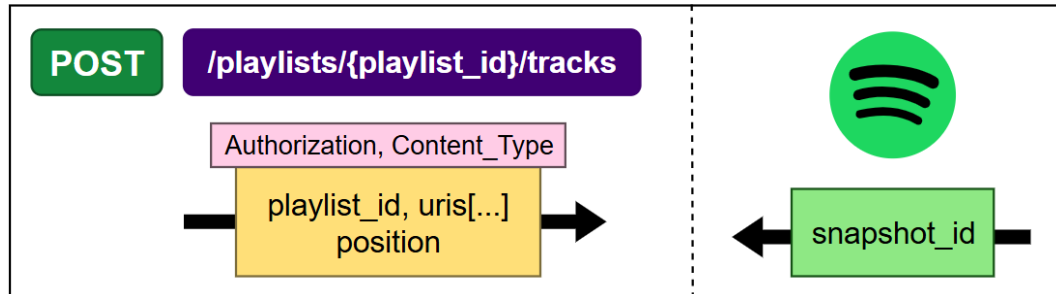 POST
/playlists/{playlist_id}/tracks
Authorization, Content_Type
playlist_id, uris[...]
position
snapshot_id